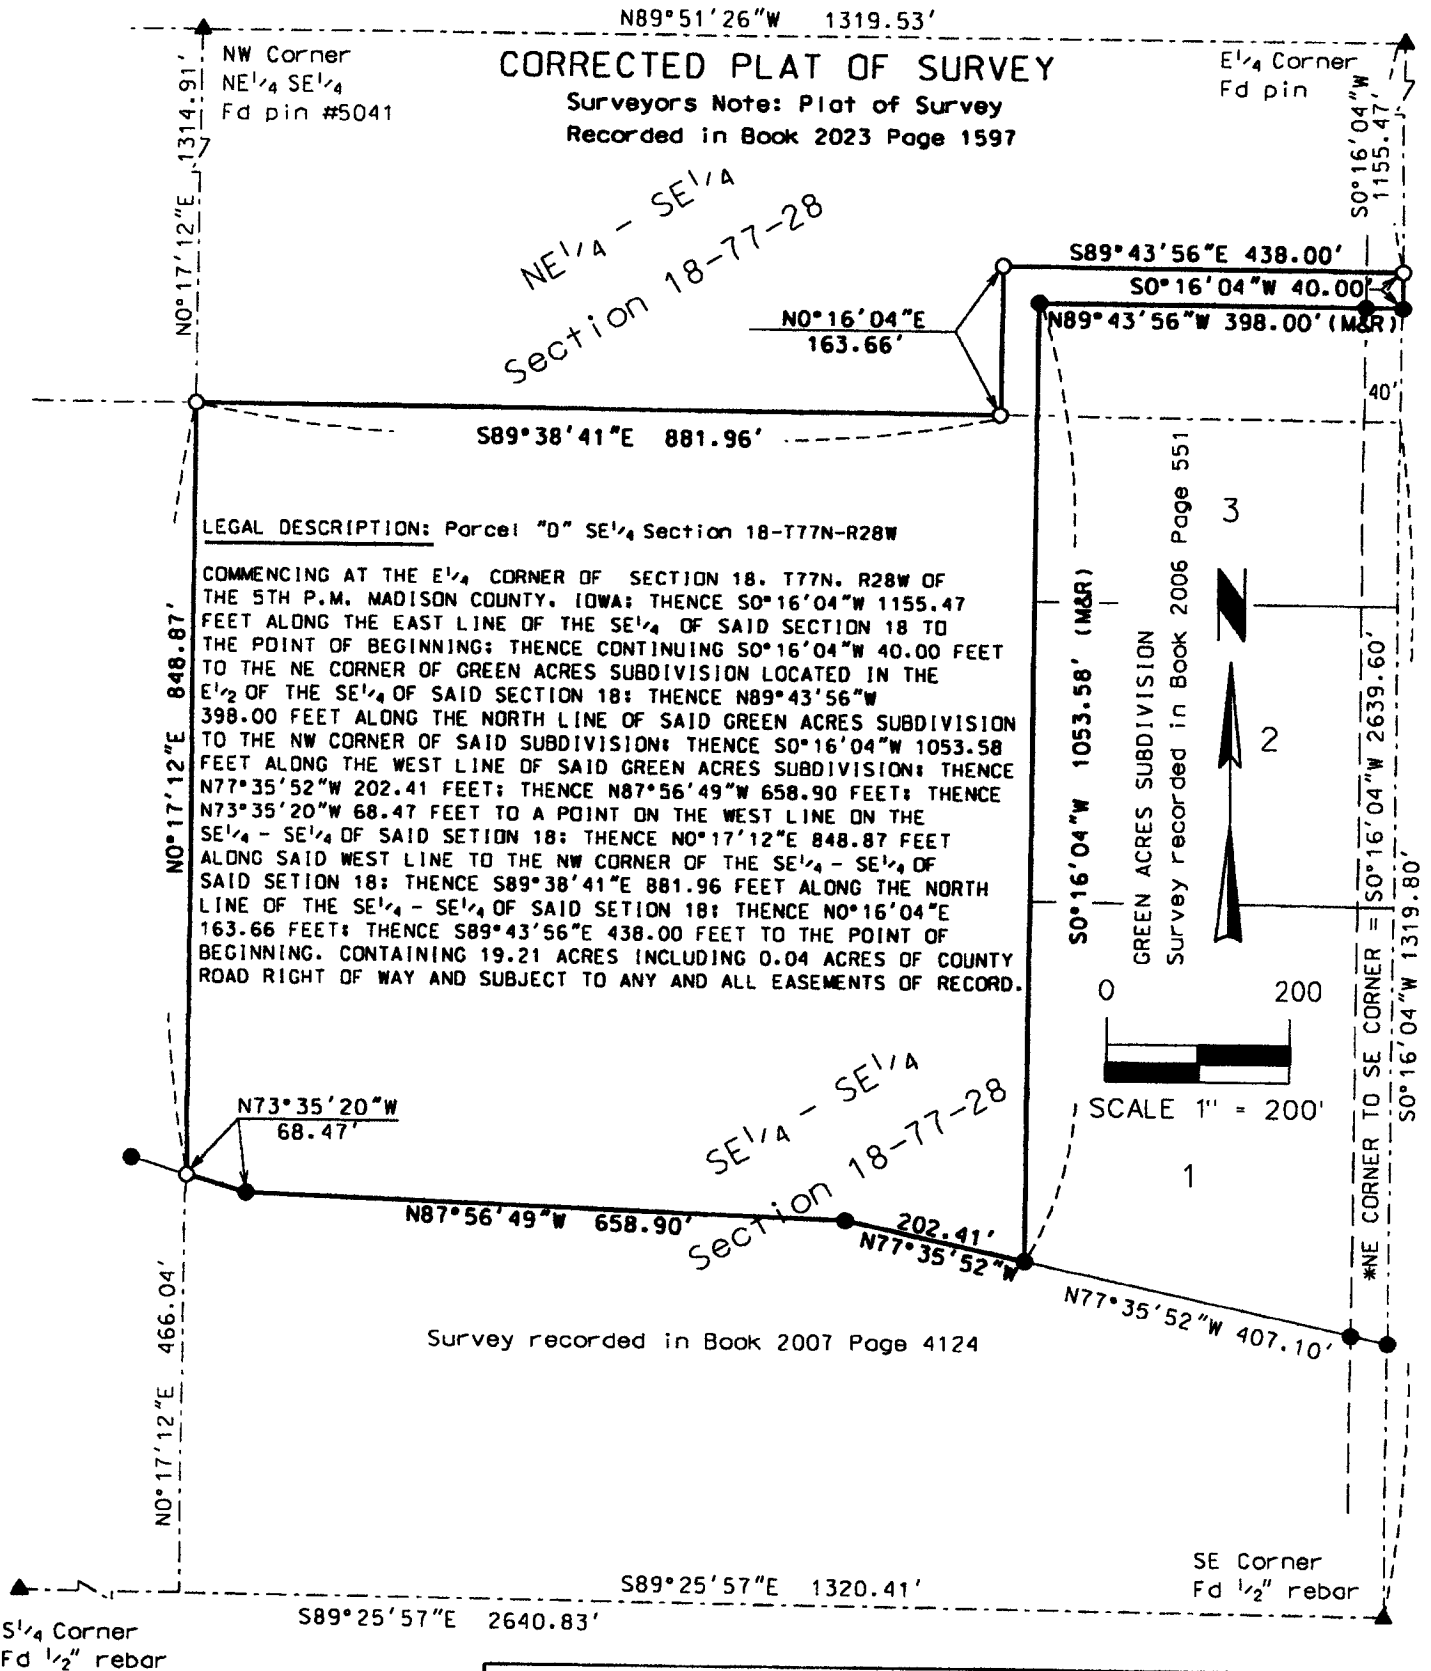 N89°51'26"W 1319.53'
NW Corner
NE1/4 SE1/4
Fd pin #5041
CORRECTED PLAT OF SURVEY
Surveyors Note: Plat of Survey
Recorded in Book 2023 Page 1597
E1/4 Corner
Fd pin
N0°17'12"E 1314.91'
S0°16'04"W
1155.47'
NE1/4 - SE1/4
Section 18-77-28
S89°43'56"E 438.00'
S0°16'04"W 40.00'
N89°43'56"W 398.00' (M&R)
N0°16'04"E
163.66'
40'
S89°38'41"E 881.96'
LEGAL DESCRIPTION: Parcel "D" SE1/4 Section 18-T77N-R28W
COMMENCING AT THE E1/4 CORNER OF SECTION 18. T77N. R28W OF
THE 5TH P.M. MADISON COUNTY. IOWA; THENCE S0°16'04"W 1155.47
FEET ALONG THE EAST LINE OF THE SE1/4 OF SAID SECTION 18 TO
THE POINT OF BEGINNING; THENCE CONTINUING S0°16'04"W 40.00 FEET
TO THE NE CORNER OF GREEN ACRES SUBDIVISION LOCATED IN THE
E1/2 OF THE SE1/4 OF SAID SECTION 18; THENCE N89°43'56"W
398.00 FEET ALONG THE NORTH LINE OF SAID GREEN ACRES SUBDIVISION
TO THE NW CORNER OF SAID SUBDIVISION; THENCE S0°16'04"W 1053.58
FEET ALONG THE WEST LINE OF SAID GREEN ACRES SUBDIVISION; THENCE
N77°35'52"W 202.41 FEET; THENCE N87°56'49"W 658.90 FEET; THENCE
N73°35'20"W 68.47 FEET TO A POINT ON THE WEST LINE ON THE
SE1/4 - SE1/4 OF SAID SETION 18; THENCE N0°17'12"E 848.87 FEET
ALONG SAID WEST LINE TO THE NW CORNER OF THE SE1/4 - SE1/4 OF
SAID SETION 18; THENCE S89°38'41"E 881.96 FEET ALONG THE NORTH
LINE OF THE SE1/4 - SE1/4 OF SAID SETION 18; THENCE N0°16'04"E
163.66 FEET; THENCE S89°43'56"E 438.00 FEET TO THE POINT OF
BEGINNING. CONTAINING 19.21 ACRES INCLUDING 0.04 ACRES OF COUNTY
ROAD RIGHT OF WAY AND SUBJECT TO ANY AND ALL EASEMENTS OF RECORD.
N0°17'12"E 848.87'
S0°16'04"W 1053.58' (M&R)
GREEN ACRES SUBDIVISION
Survey recorded in Book 2006 Page 551
3
N
2
*NE CORNER TO SE CORNER = S0°16'04"W 2639.60'
S0°16'04"W 1319.80'
0 200
SCALE 1" = 200'
1
SE1/4 - SE1/4
Section 18-77-28
N73°35'20"W
68.47'
N87°56'49"W 658.90'
202.41'
N77°35'52"W
N77°35'52"W 407.10'
Survey recorded in Book 2007 Page 4124
N0°17'12"E 466.04'
SE Corner
Fd 1/2" rebar
S89°25'57"E 1320.41'
S89°25'57"E 2640.83'
S1/4 Corner
Fd 1/2" rebar